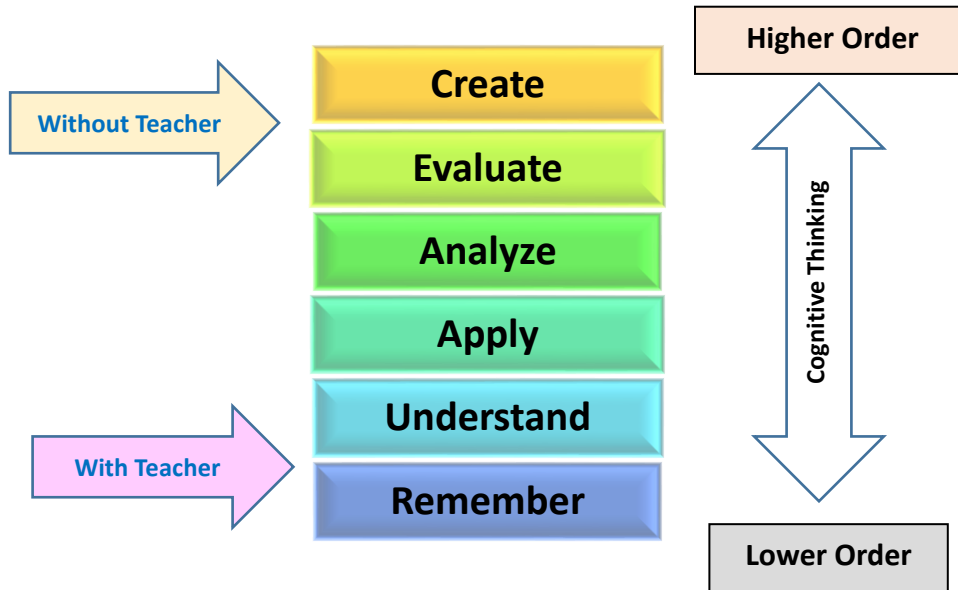 Higher Order
Create
Without Teacher
Evaluate
Analyze
Cognitive Thinking
Apply
Understand
With Teacher
Remember
Lower Order